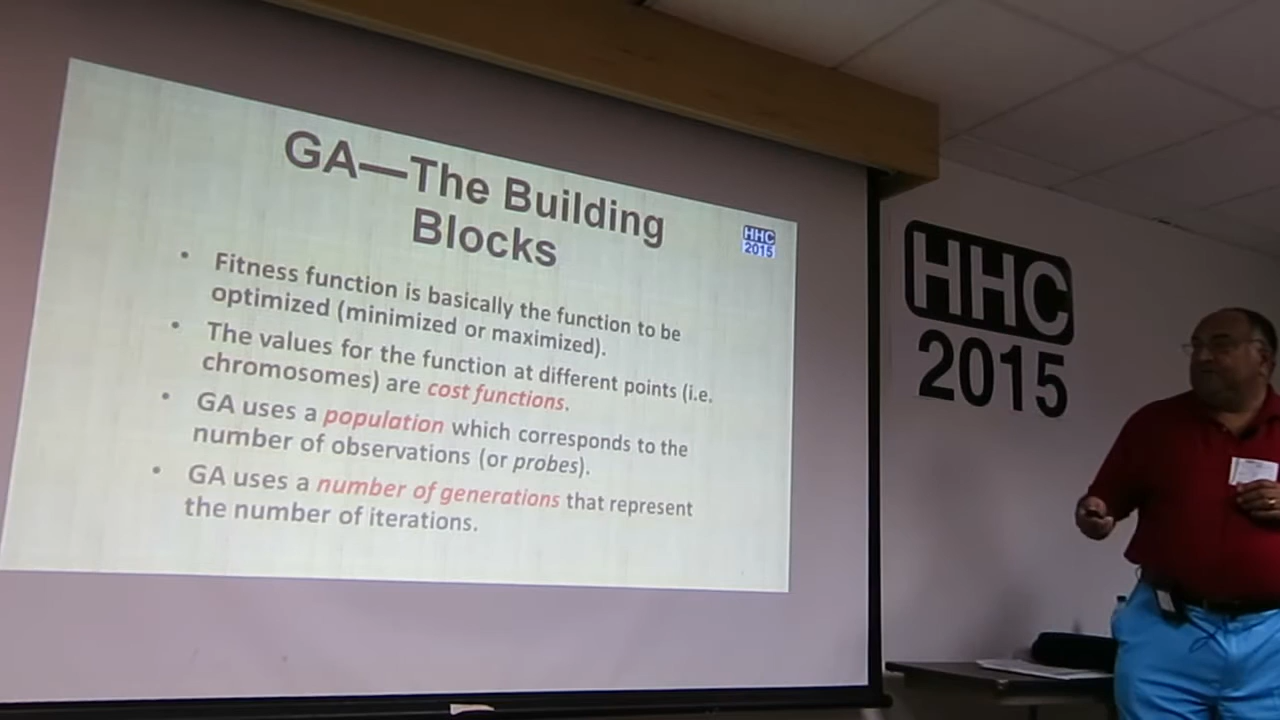 GA—The Building
Blocks
HHC
2015
• Fitness function is basically the function to be
optimized (minimized or maximized).
• The values for the function at different points (i.e.
chromosomes) are cost functions.
• GA uses a population which corresponds to the
number of observations (or probes).
• GA uses a number of generations that represent
the number of iterations.
HHC
2015